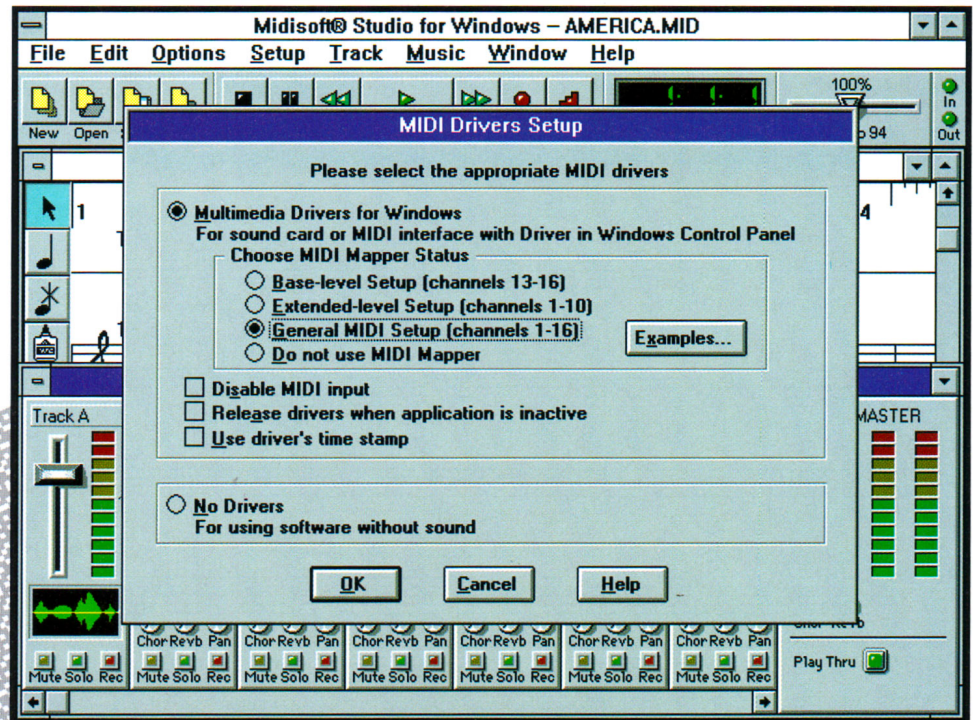 Midisoft® Studio for Windows – AMERICA.MID
File Edit Options Setup Track Music Window Help
New Open
100%
94
In
Out
MIDI Drivers Setup
Please select the appropriate MIDI drivers
1
4
Multimedia Drivers for Windows
For sound card or MIDI interface with Driver in Windows Control Panel
Choose MIDI Mapper Status
Base-level Setup (channels 13-16)
Extended-level Setup (channels 1-10)
General MIDI Setup (channels 1-16)
Do not use MIDI Mapper
Examples...
Disable MIDI input
Release drivers when application is inactive
Use driver's time stamp
No Drivers
For using software without sound
OK Cancel Help
Track A
MASTER
Chor Revb Pan Chor Revb Pan Chor Revb Pan Chor Revb Pan Chor Revb Pan Chor Revb Pan
Mute Solo Rec Mute Solo Rec Mute Solo Rec Mute Solo Rec Mute Solo Rec Mute Solo Rec Mute Solo Rec
Play Thru